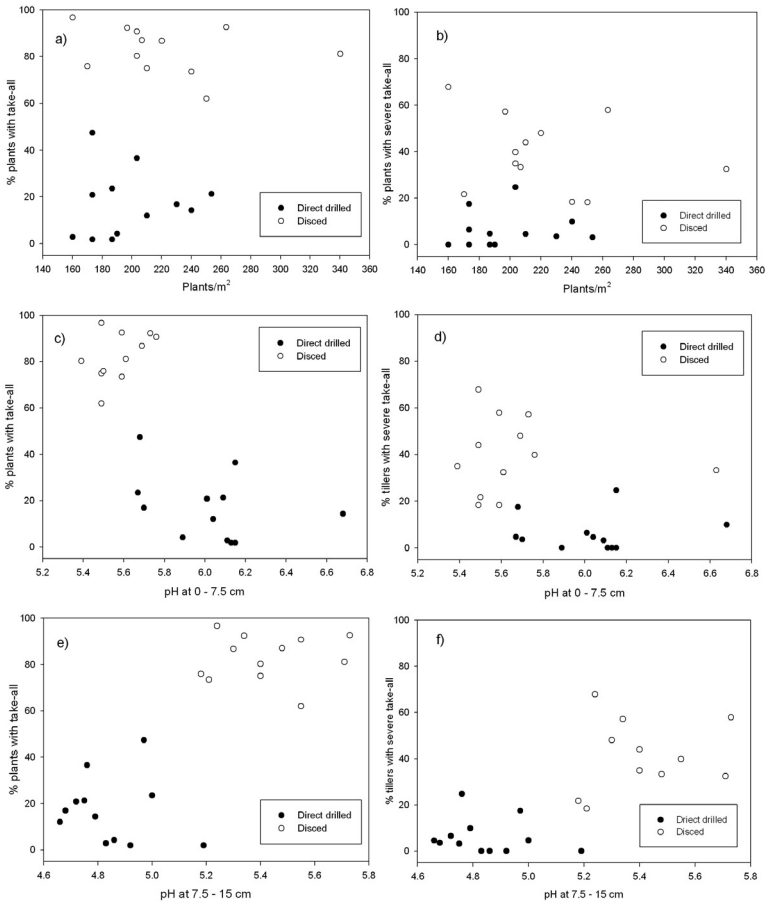 a)
% plants with take-all
100
80
60
40
20
0
Direct drilled
Disced
140 160 180 200 220 240 260 280 300 320 340 360
Plants/m²
b)
% plants with severe take-all
100
80
60
40
20
0
Direct drilled
Disced
140 160 180 200 220 240 260 280 300 320 340 360
Plants/m²
c)
% plants with take-all
100
80
60
40
20
0
Direct drilled
Disced
5.2 5.4 5.6 5.8 6.0 6.2 6.4 6.6 6.8
pH at 0 - 7.5 cm
d)
% tillers with severe take-all
100
80
60
40
20
0
Direct drilled
Disced
5.2 5.4 5.6 5.8 6.0 6.2 6.4 6.6 6.8
pH at 0 - 7.5 cm
e)
% plants with take-all
100
80
60
40
20
0
Direct drilled
Disced
4.6 4.8 5.0 5.2 5.4 5.6 5.8
pH at 7.5 - 15 cm
f)
% tillers with severe take-all
100
80
60
40
20
0
Driect drilled
Disced
4.6 4.8 5.0 5.2 5.4 5.6 5.8
pH at 7.5 - 15 cm